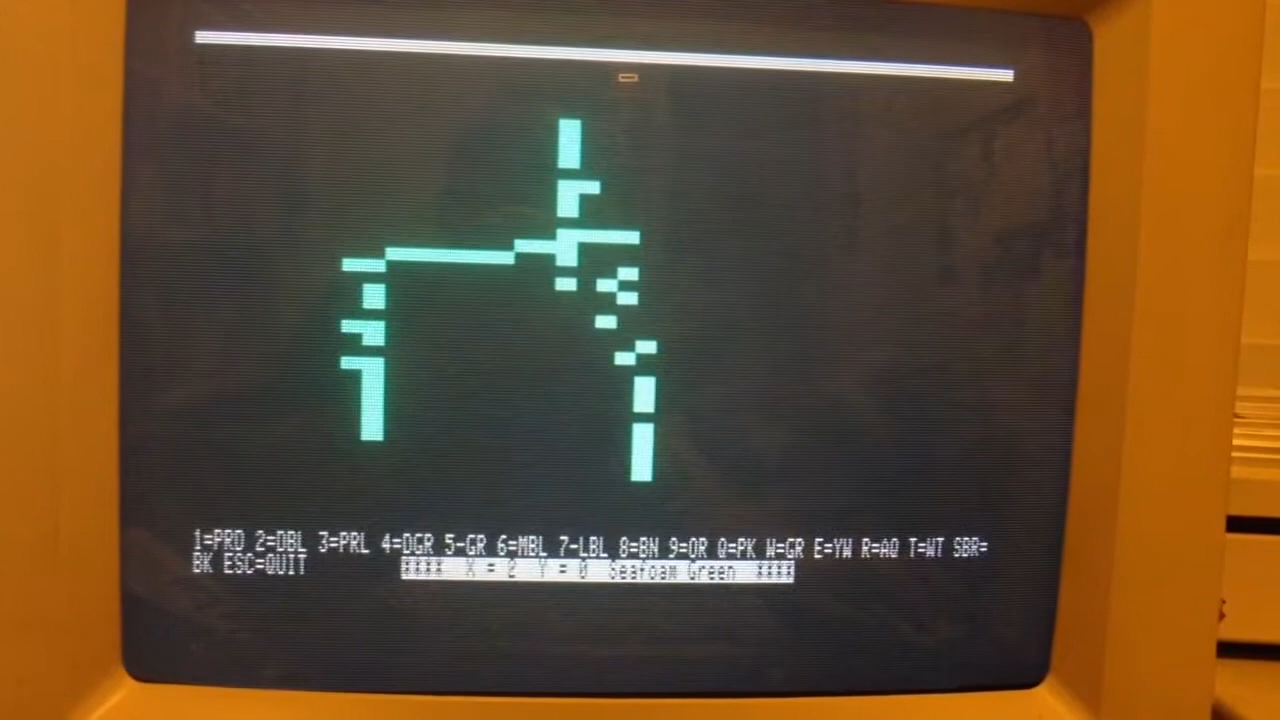 1=PRD 2=DBL 3=PRL 4=DGR 5-GR 6=MBL 7-LBL 8=BN 9=OR Q=PK W=GR E=YW R=AQ T=WT SBR=
BK ESC=QUIT
#### X = 2 Y = 0 Seafoam Green ####